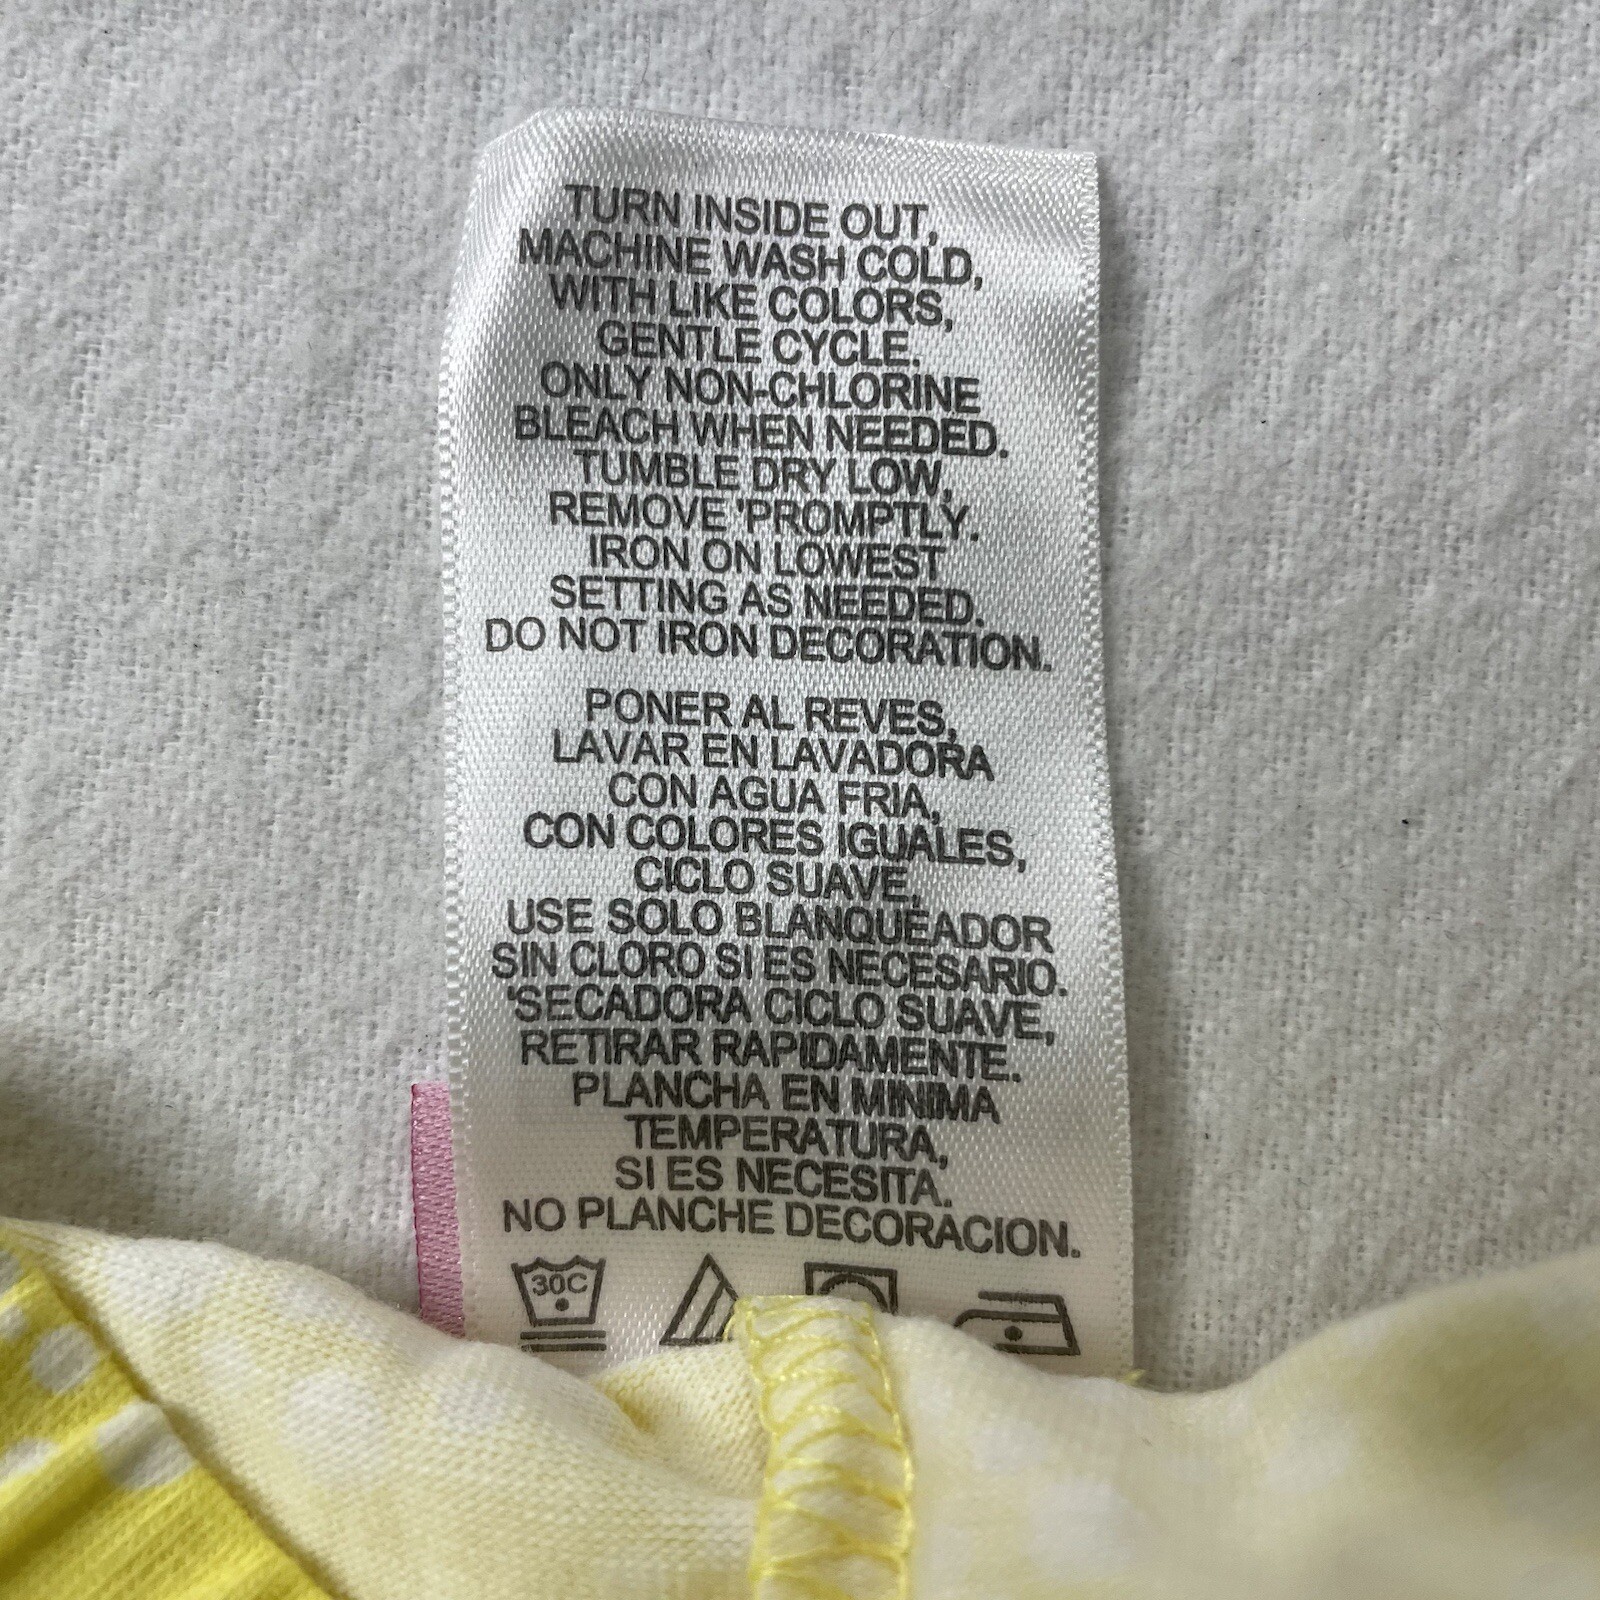 TURN INSIDE OUT,
MACHINE WASH COLD,
WITH LIKE COLORS,
GENTLE CYCLE.
ONLY NON-CHLORINE
BLEACH WHEN NEEDED.
TUMBLE DRY LOW,
REMOVE 'PROMPTLY.
IRON ON LOWEST
SETTING AS NEEDED.
DO NOT IRON DECORATION.
PONER AL REVES,
LAVAR EN LAVADORA
CON AGUA FRIA,
CON COLORES IGUALES,
CICLO SUAVE,
USE SOLO BLANQUEADOR
SIN CLORO SI ES NECESARIO.
'SECADORA CICLO SUAVE,
RETIRAR RAPIDAMENTE.
PLANCHA EN MINIMA
TEMPERATURA,
SI ES NECESITA.
NO PLANCHE DECORACION.
30C